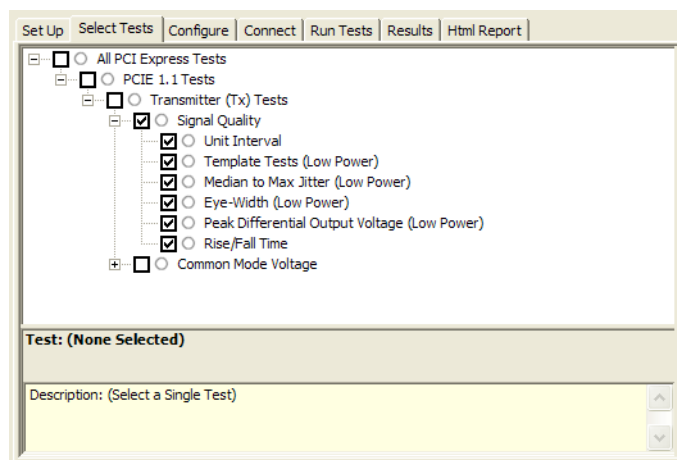 Set Up Select Tests Configure Connect Run Tests Results Html Report
All PCI Express Tests
PCIE 1.1 Tests
Transmitter (Tx) Tests
Signal Quality
Unit Interval
Template Tests (Low Power)
Median to Max Jitter (Low Power)
Eye-Width (Low Power)
Peak Differential Output Voltage (Low Power)
Rise/Fall Time
Common Mode Voltage
Test: (None Selected)
Description: (Select a Single Test)